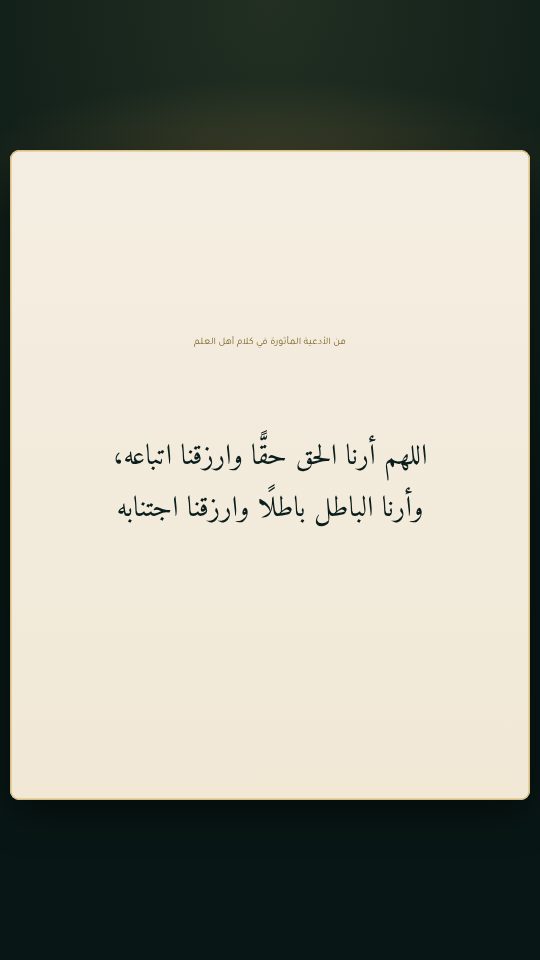 من الأدعية المأثورة في كلام أهل العلم
اللهم أرنا الحق حقًّا وارزقنا اتباعه،
وأرنا الباطل باطلًا وارزقنا اجتنابه